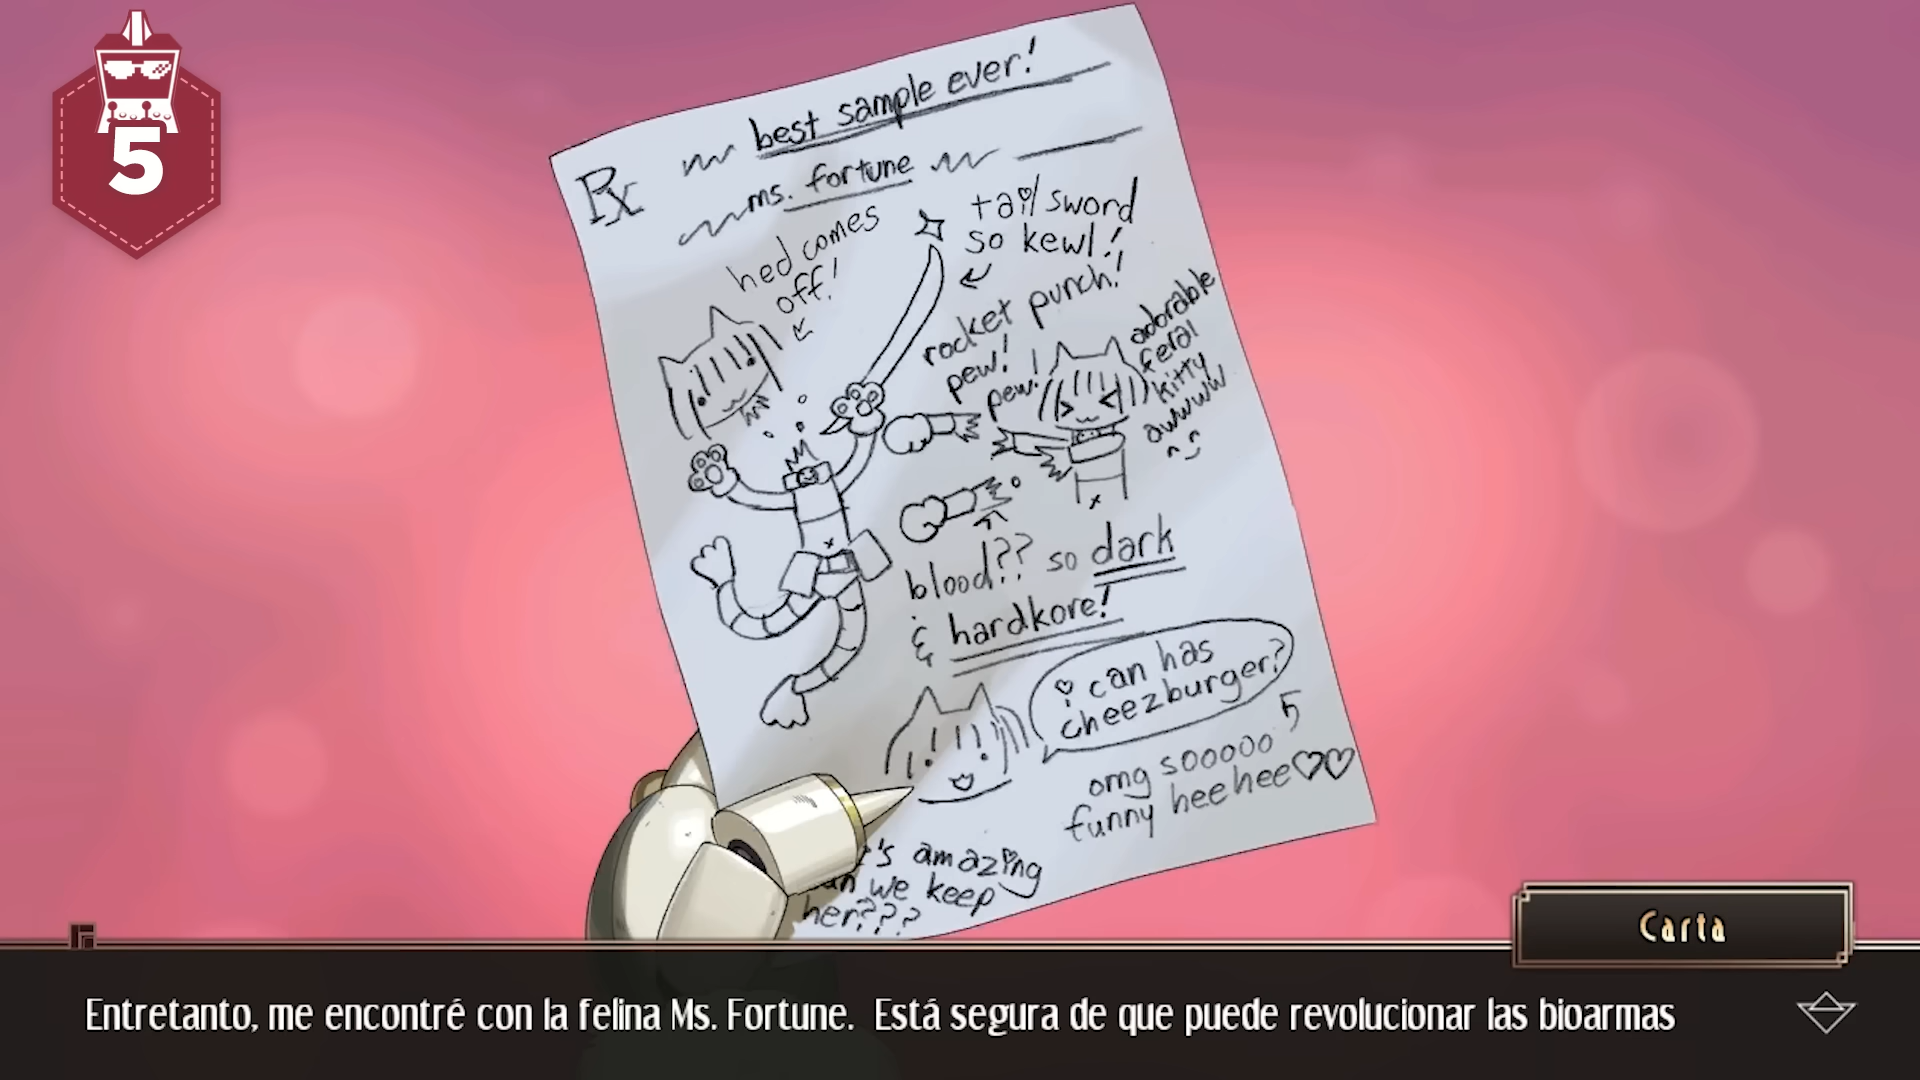 5
best sample ever!
Rx
ms. fortune
hed comes
off!
tail sword
so kewl!
rocket punch!
pew!
pew!
adorable
feral
kitty
awwww
blood?? so dark
& hardkore!
i can has
cheezburger?
omg sooooo
funny heehee♡♡
's amazing
we keep
her???
Carta
Entretanto, me encontré con la felina Ms. Fortune. Está segura de que puede revolucionar las bioarmas